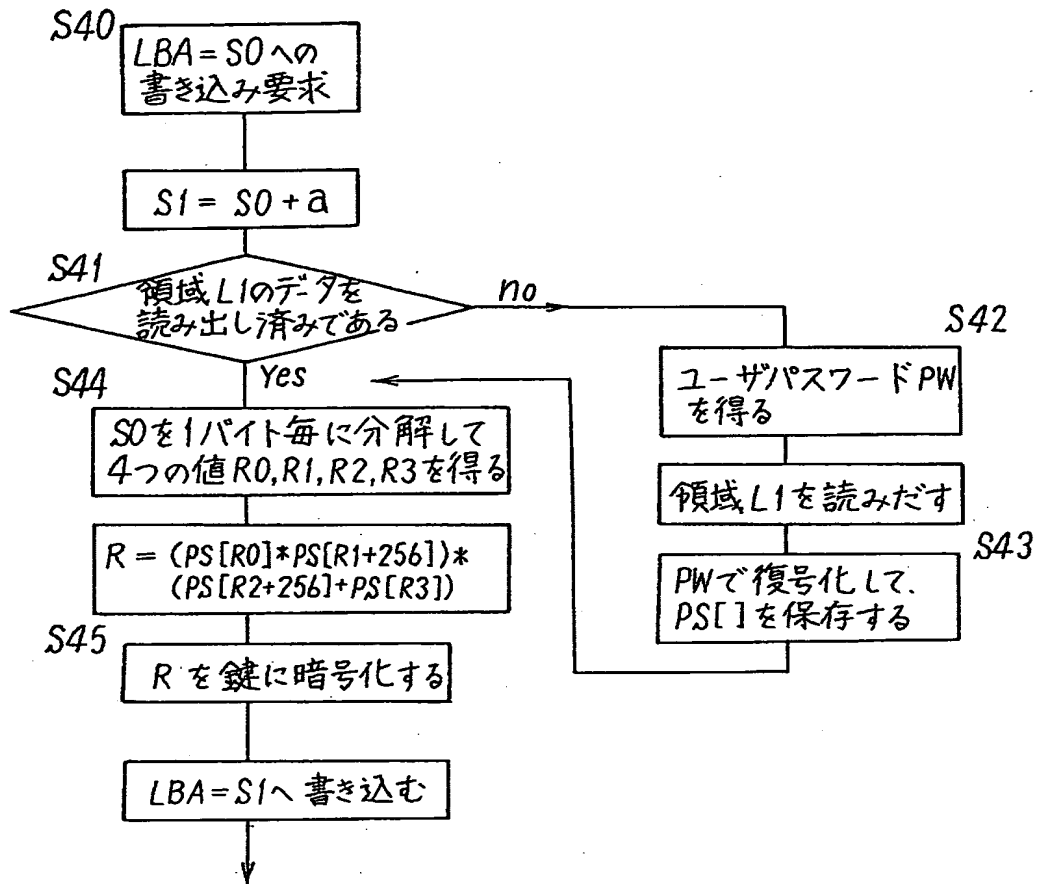 S40
LBA=S0への
書き込み要求
S1=S0+a
S41
領域L1のデータを
読み出し済みである
no
yes
S42
ユーザパスワードPW
を得る
領域L1を読みだす
S43
PWで復号化して、
PS[]を保存する
S44
S0を1バイト毎に分解して
4つの値R0,R1,R2,R3を得る
R=(PS[R0]*PS[R1+256])*
(PS[R2+256]+PS[R3])
S45
Rを鍵に暗号化する
LBA=S1へ書き込む